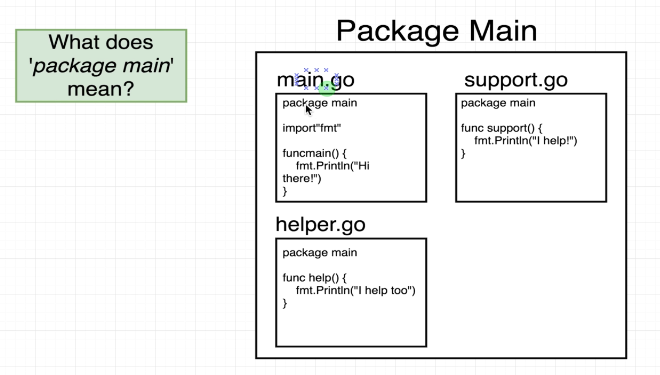 Package Main
What does
'package main'
mean?
main.go
package main
import"fmt"
funcmain() {
fmt.Println("Hi
there!")
}
support.go
package main
func support() {
fmt.Println("I help!")
}
helper.go
package main
func help() {
fmt.Println("I help too")
}